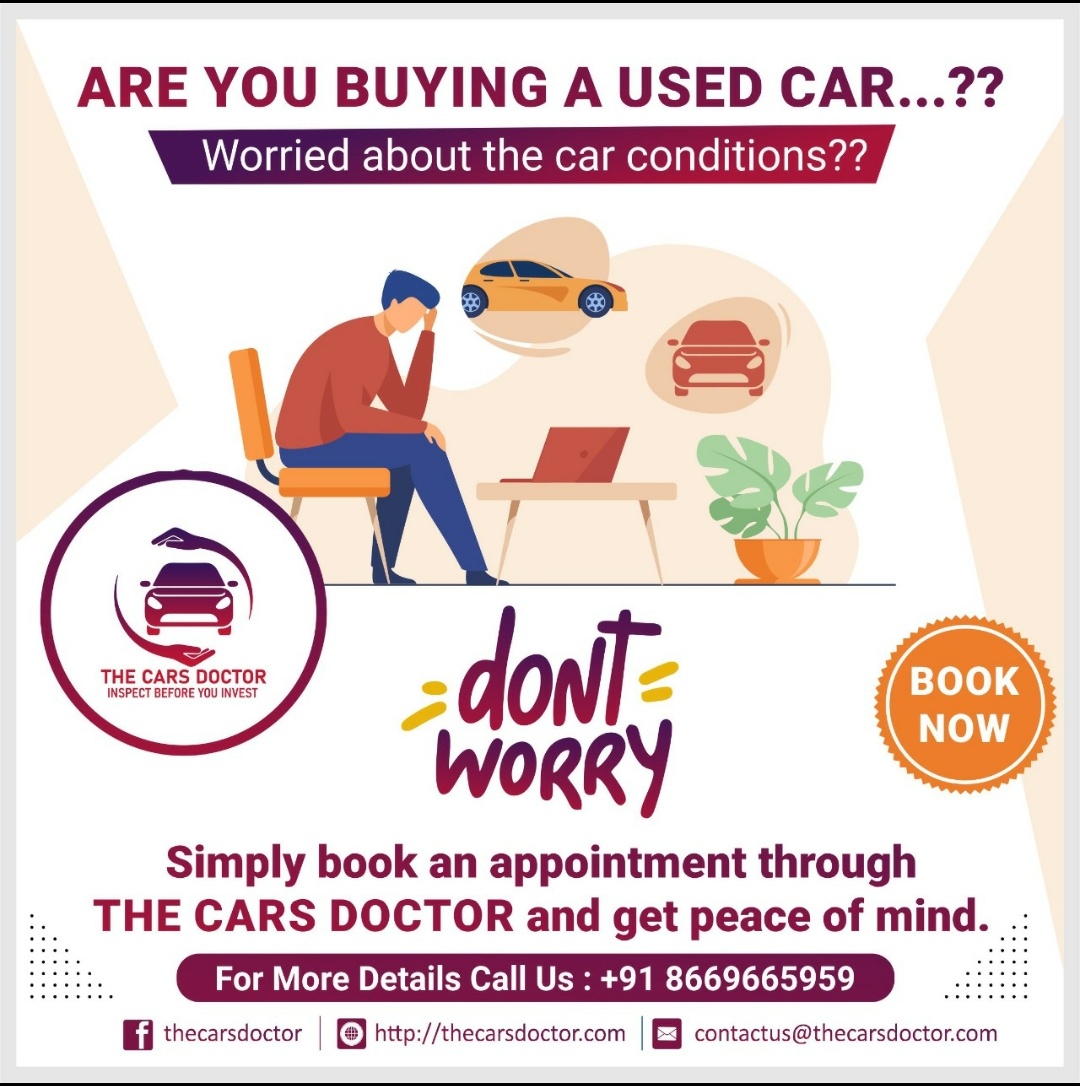 ARE YOU BUYING A USED CAR...??
Worried about the car conditions??
THE CARS DOCTOR
INSPECT BEFORE YOU INVEST
dont
worry
BOOK
NOW
Simply book an appointment through
THE CARS DOCTOR and get peace of mind.
For More Details Call Us : +91 8669665959
thecarsdoctor
http://thecarsdoctor.com
contactus@thecarsdoctor.com